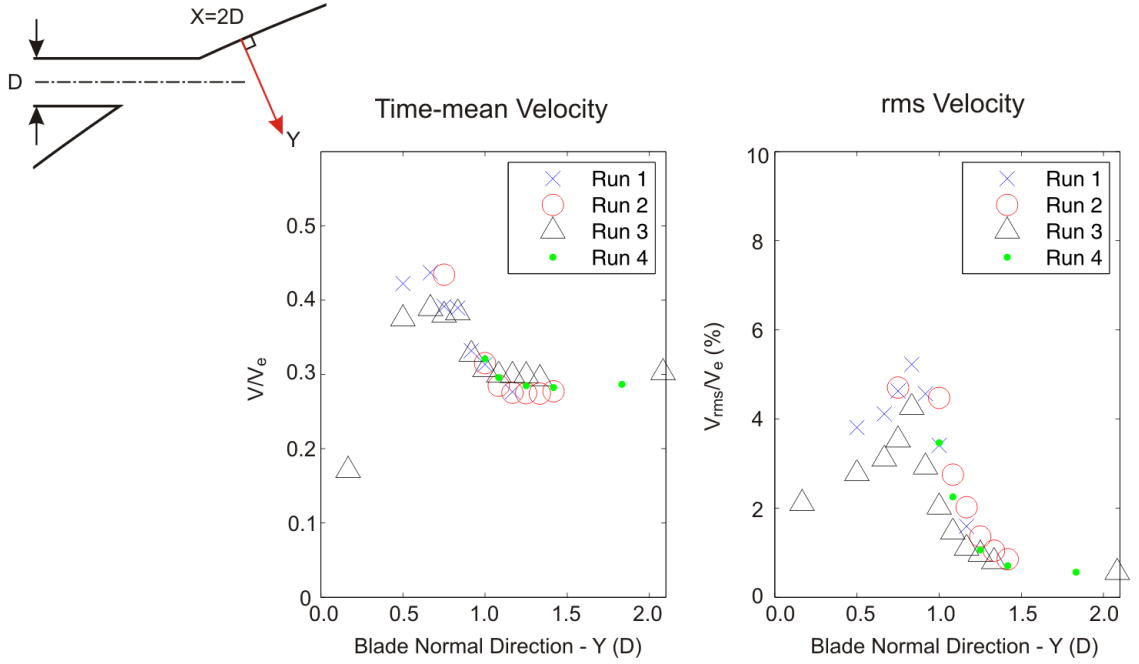 X=2D
D
Y
Time-mean Velocity
rms Velocity
Run 1
Run 2
Run 3
Run 4
0.5
0.4
0.3
0.2
0.1
0
V/Vₑ
0.0
0.5
1.0
1.5
2.0
Blade Normal Direction - Y (D)
Run 1
Run 2
Run 3
Run 4
10
8
6
4
2
0
Vᵣₘₛ/Vₑ (%)
0.0
0.5
1.0
1.5
2.0
Blade Normal Direction - Y (D)